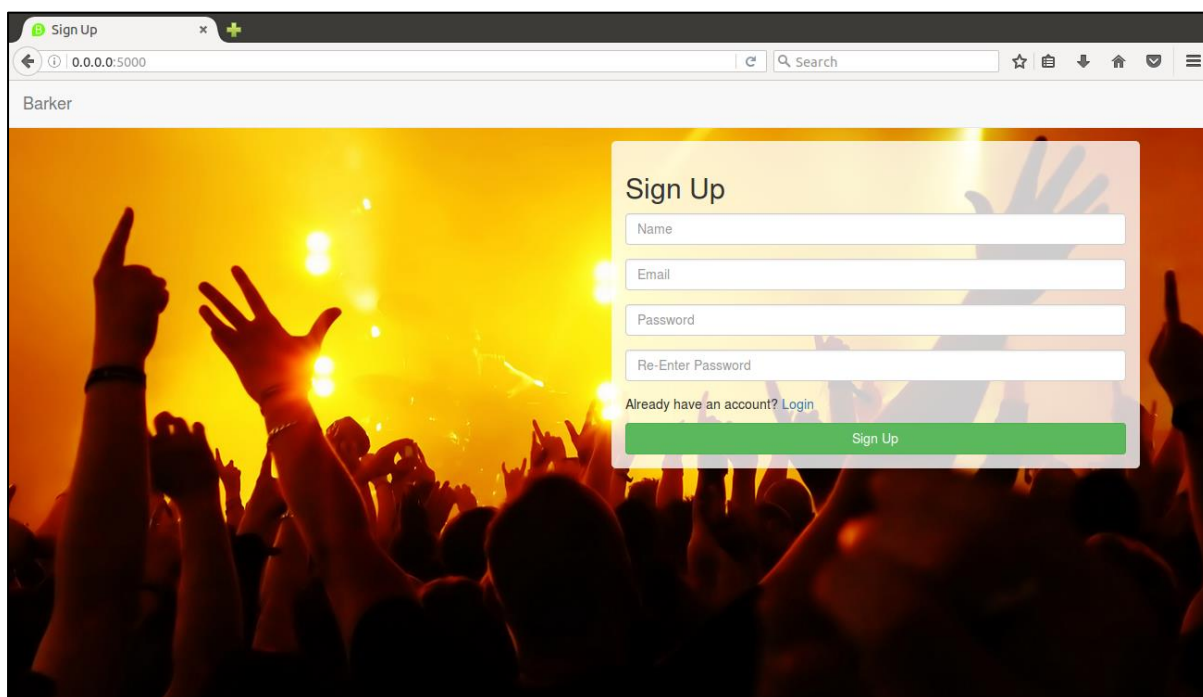 Sign Up
0.0.0.0:5000
Search
Barker
Sign Up
Name
Email
Password
Re-Enter Password
Already have an account? Login
Sign Up